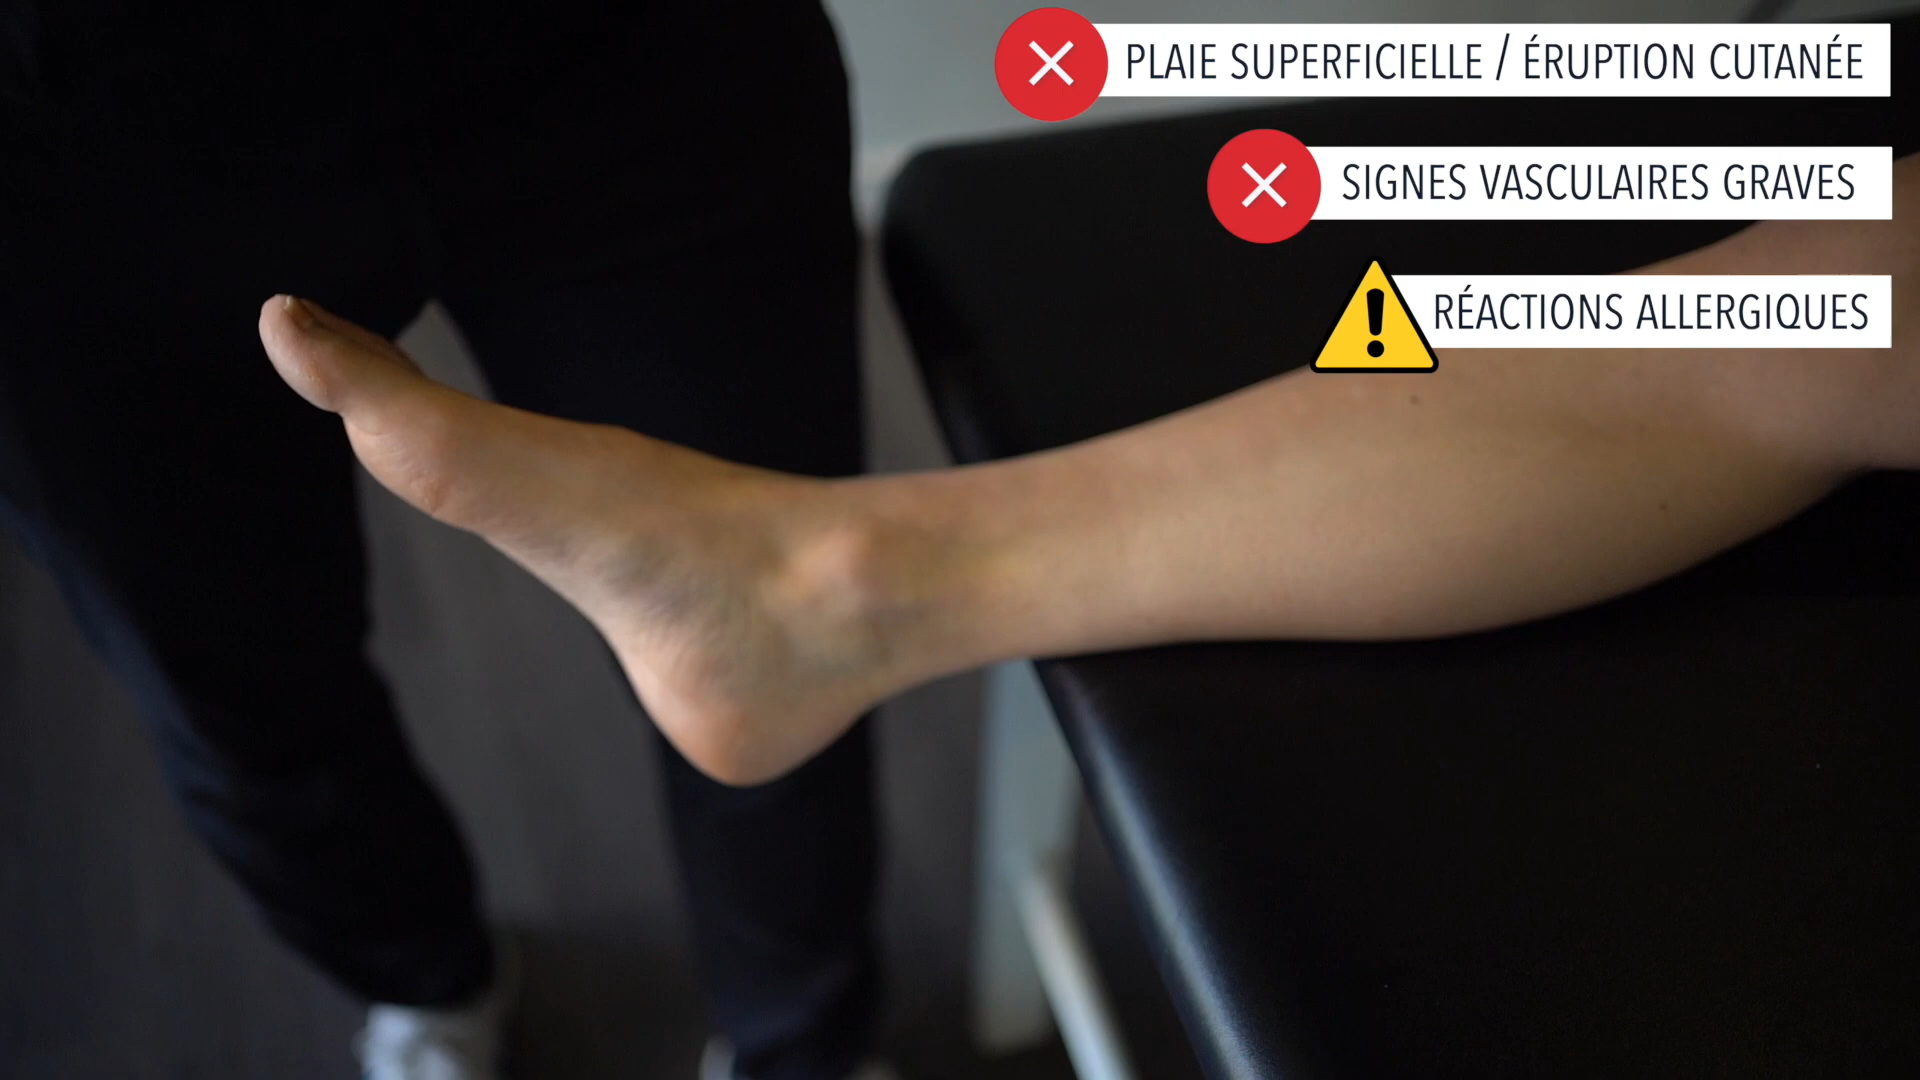 PLAIE SUPERFICIELLE / ÉRUPTION CUTANÉE
SIGNES VASCULAIRES GRAVES
RÉACTIONS ALLERGIQUES